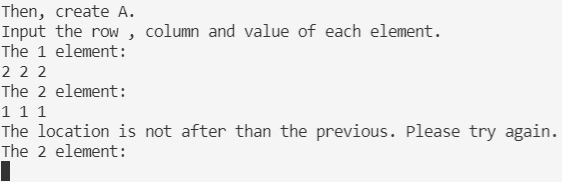 Then, create A.
Input the row , column and value of each element.
The 1 element:
2 2 2
The 2 element:
1 1 1
The location is not after than the previous. Please try again.
The 2 element: